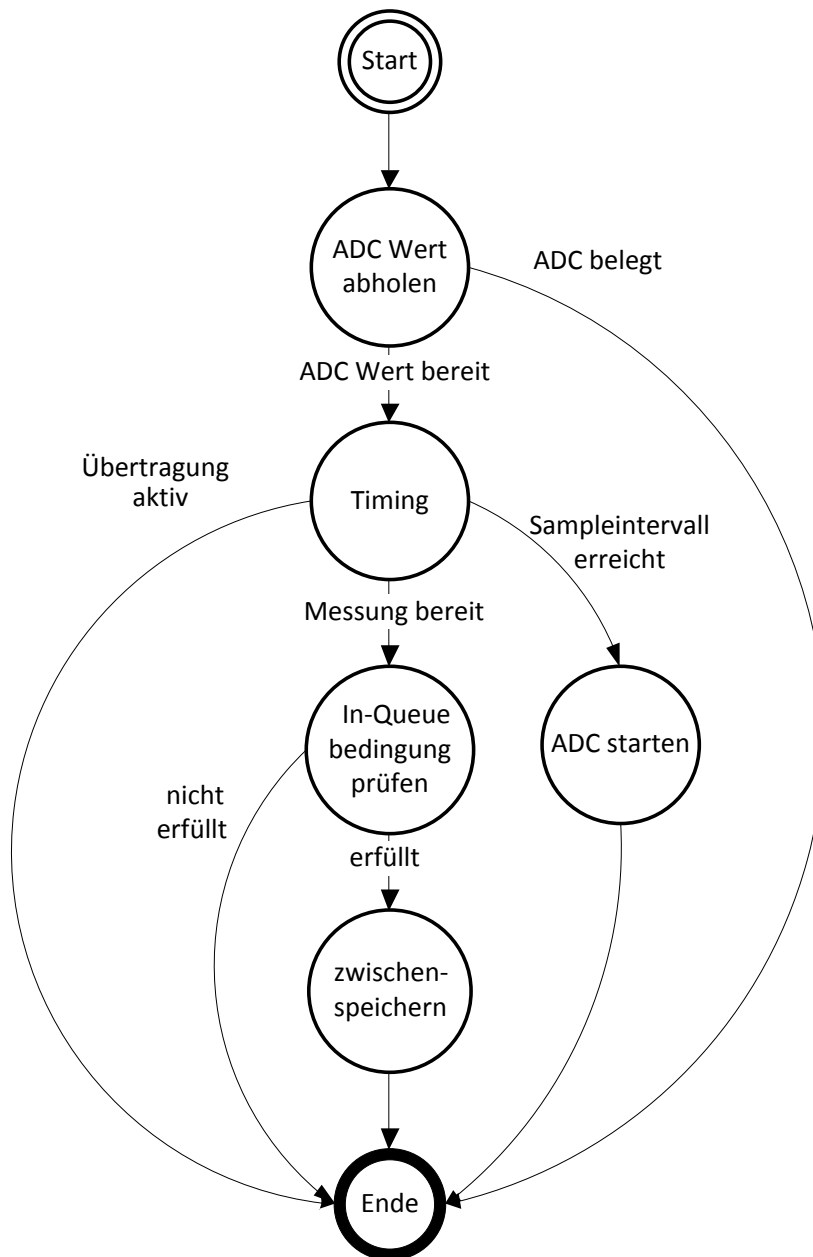 Start
ADC Wert
abholen
ADC belegt
ADC Wert bereit
Übertragung
aktiv
Timing
Sampleintervall
erreicht
Messung bereit
In-Queue
bedingung
prüfen
ADC starten
nicht
erfüllt
erfüllt
zwischen-
speichern
Ende